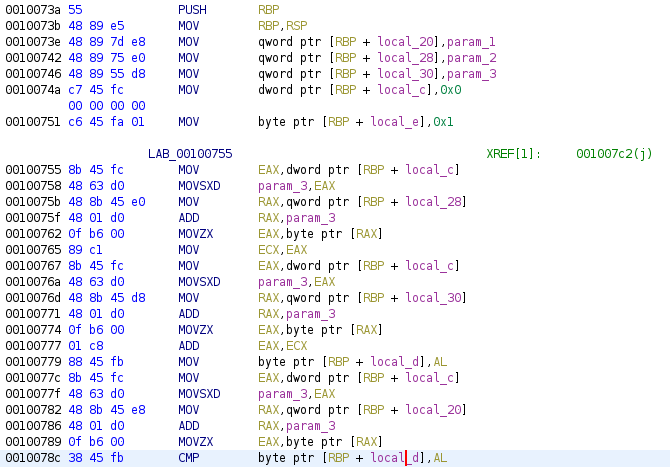 0010073a 55 PUSH RBP
0010073b 48 89 e5 MOV RBP,RSP
0010073e 48 89 7d e8 MOV qword ptr [RBP + local_20],param_1
00100742 48 89 75 e0 MOV qword ptr [RBP + local_28],param_2
00100746 48 89 55 d8 MOV qword ptr [RBP + local_30],param_3
0010074a c7 45 fc MOV dword ptr [RBP + local_c],0x0
00 00 00 00
00100751 c6 45 fa 01 MOV byte ptr [RBP + local_e],0x1
LAB_00100755 XREF[1]: 001007c2(j)
00100755 8b 45 fc MOV EAX,dword ptr [RBP + local_c]
00100758 48 63 d0 MOVSXD param_3,EAX
0010075b 48 8b 45 e0 MOV RAX,qword ptr [RBP + local_28]
0010075f 48 01 d0 ADD RAX,param_3
00100762 0f b6 00 MOVZX EAX,byte ptr [RAX]
00100765 89 c1 MOV ECX,EAX
00100767 8b 45 fc MOV EAX,dword ptr [RBP + local_c]
0010076a 48 63 d0 MOVSXD param_3,EAX
0010076d 48 8b 45 d8 MOV RAX,qword ptr [RBP + local_30]
00100771 48 01 d0 ADD RAX,param_3
00100774 0f b6 00 MOVZX EAX,byte ptr [RAX]
00100777 01 c8 ADD EAX,ECX
00100779 88 45 fb MOV byte ptr [RBP + local_d],AL
0010077c 8b 45 fc MOV EAX,dword ptr [RBP + local_c]
0010077f 48 63 d0 MOVSXD param_3,EAX
00100782 48 8b 45 e8 MOV RAX,qword ptr [RBP + local_20]
00100786 48 01 d0 ADD RAX,param_3
00100789 0f b6 00 MOVZX EAX,byte ptr [RAX]
0010078c 38 45 fb CMP byte ptr [RBP + local_d],AL